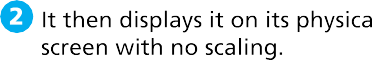 2 It then displays it on its physica
screen with no scaling.